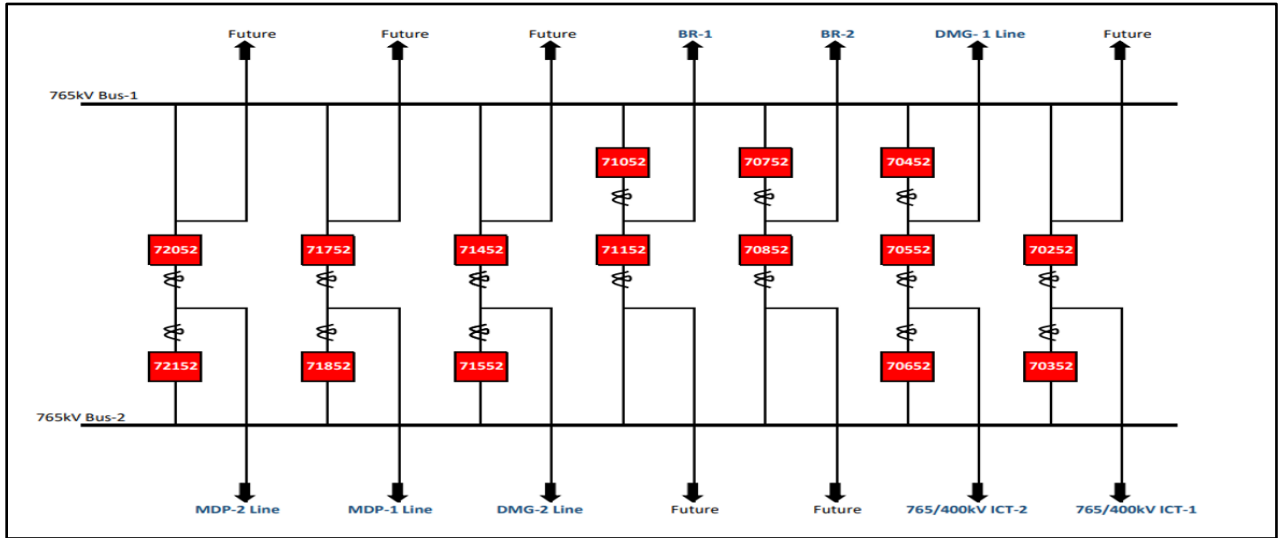 Future Future Future BR-1 BR-2 DMG- 1 Line Future
765kV Bus-1
71052 70752 70452
72052 71752 71452 71152 70852 70552 70252
72152 71852 71552 70652 70352
765kV Bus-2
MDP-2 Line MDP-1 Line DMG-2 Line Future Future 765/400kV ICT-2 765/400kV ICT-1